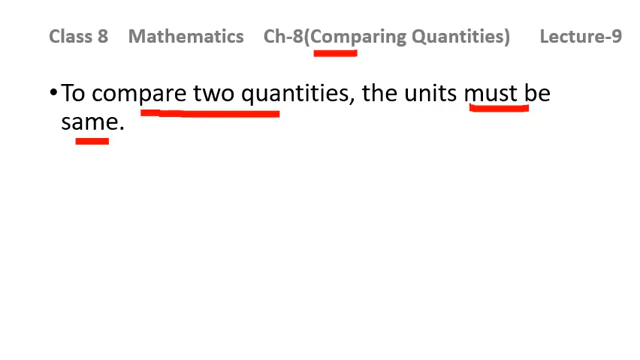 Class 8 Mathematics Ch-8(Comparing Quantities) Lecture-9
•To compare two quantities, the units must be
same.